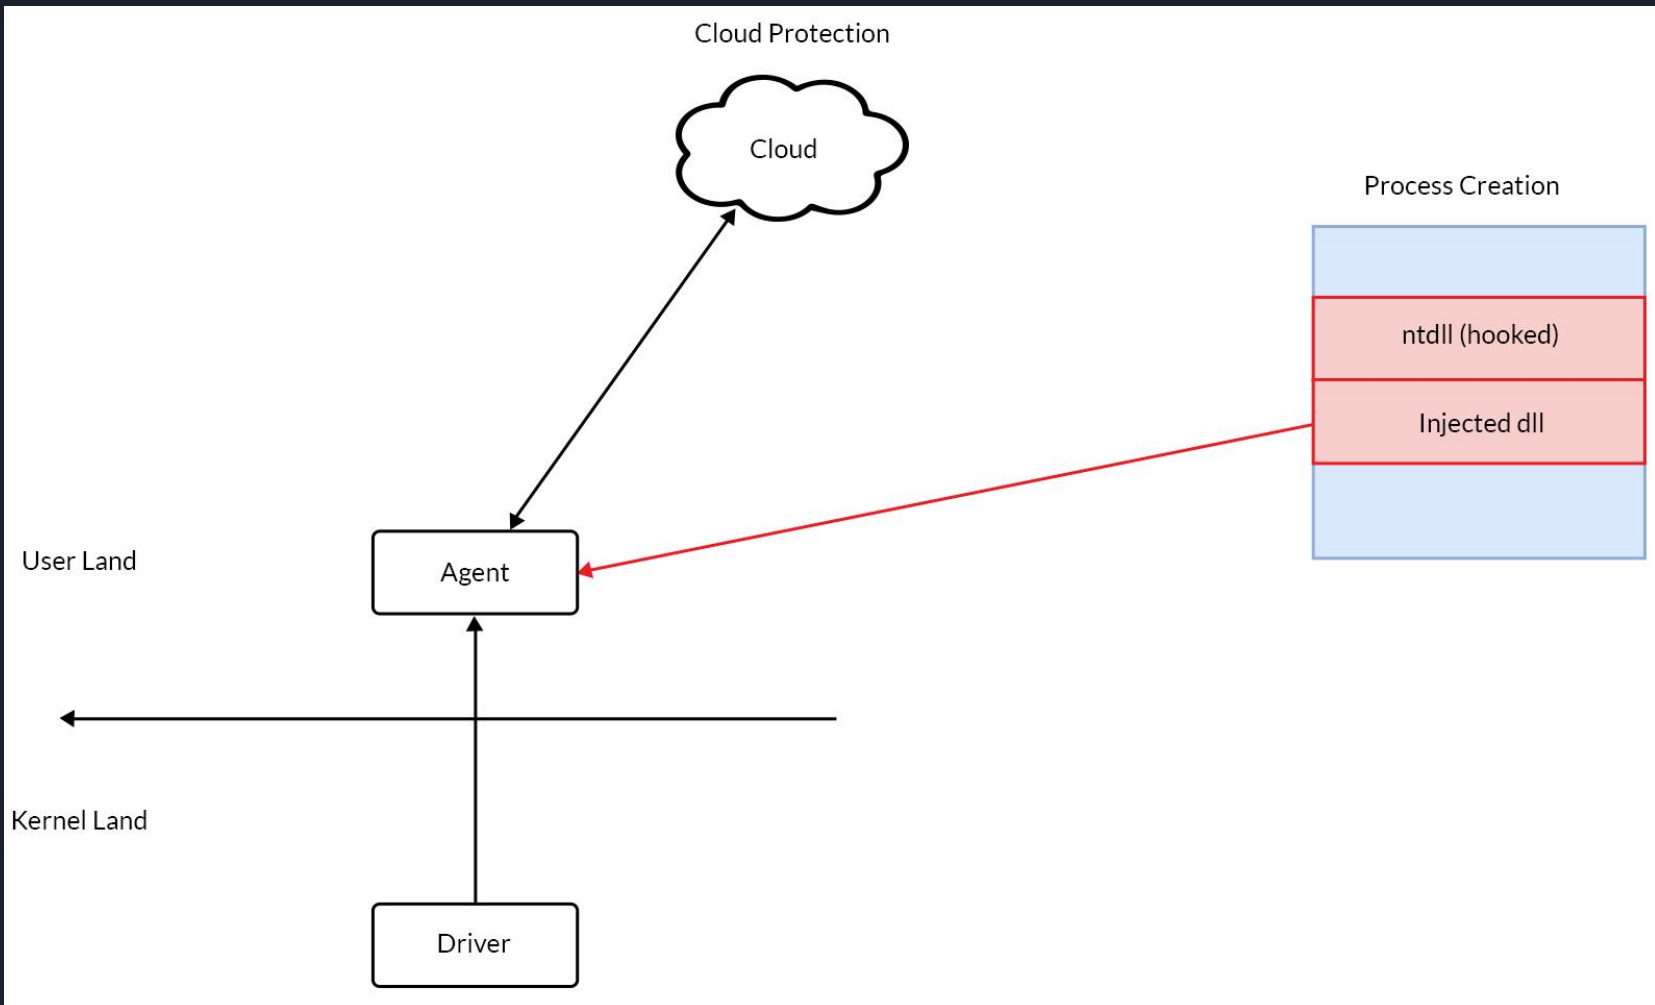 Cloud Protection
Cloud
Process Creation
ntdll (hooked)
Injected dll
User Land
Agent
Kernel Land
Driver